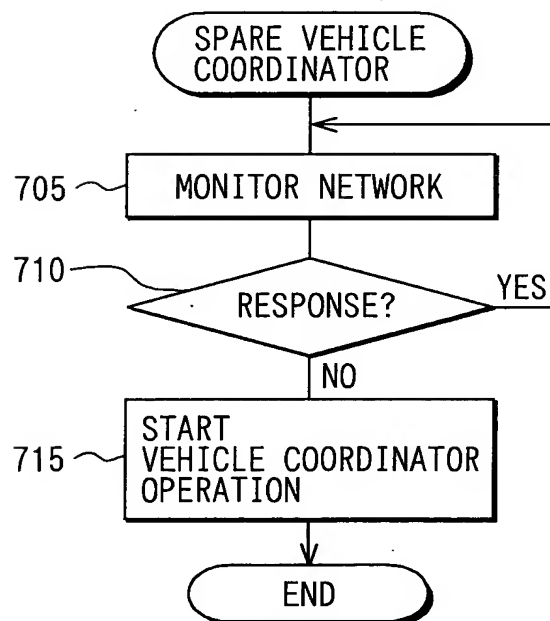 SPARE VEHICLE
COORDINATOR
705
MONITOR NETWORK
710
RESPONSE?
YES
NO
715
START
VEHICLE COORDINATOR
OPERATION
END